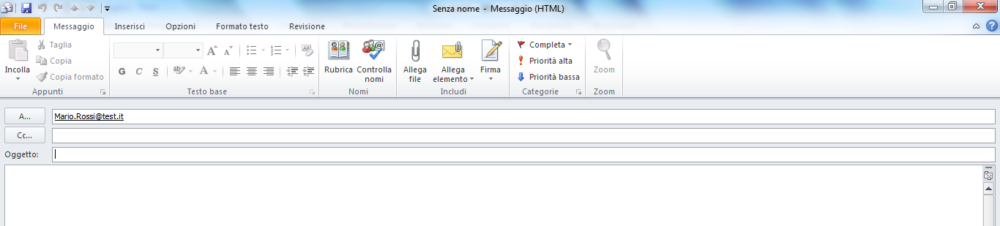 Senza nome - Messaggio (HTML)
File Messaggio Inserisci Opzioni Formato testo Revisione
Incolla
Taglia
Copia
Copia formato
Appunti
G C S
Testo base
Rubrica
Controlla nomi
Nomi
Allega file
Allega elemento
Firma
Includi
Completa
Priorità alta
Priorità bassa
Categorie
Zoom
Zoom
A... Mario.Rossi@test.it
Cc...
Oggetto: